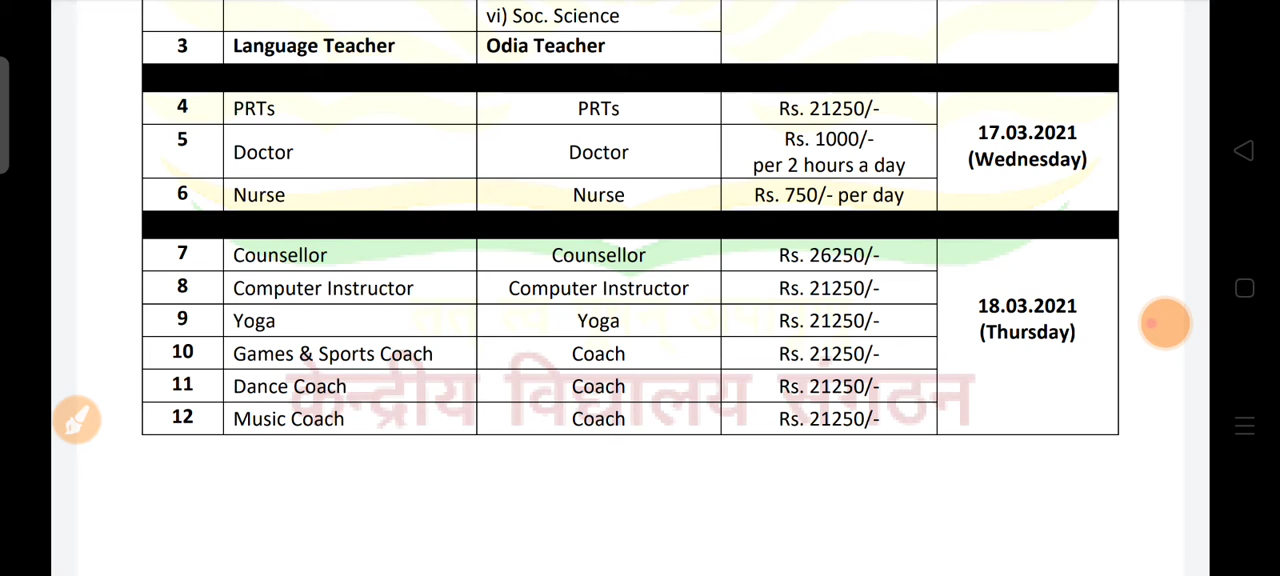 vi) Soc. Science
3 Language Teacher Odia Teacher
4 PRTs PRTs Rs. 21250/-
17.03.2021
(Wednesday)
5 Doctor Doctor Rs. 1000/-
per 2 hours a day
6 Nurse Nurse Rs. 750/- per day
7 Counsellor Counsellor Rs. 26250/-
8 Computer Instructor Computer Instructor Rs. 21250/-
18.03.2021
(Thursday)
9 Yoga Yoga Rs. 21250/-
10 Games & Sports Coach Coach Rs. 21250/-
11 Dance Coach Coach Rs. 21250/-
12 Music Coach Coach Rs. 21250/-
केन्द्रीय विद्यालय संगठन